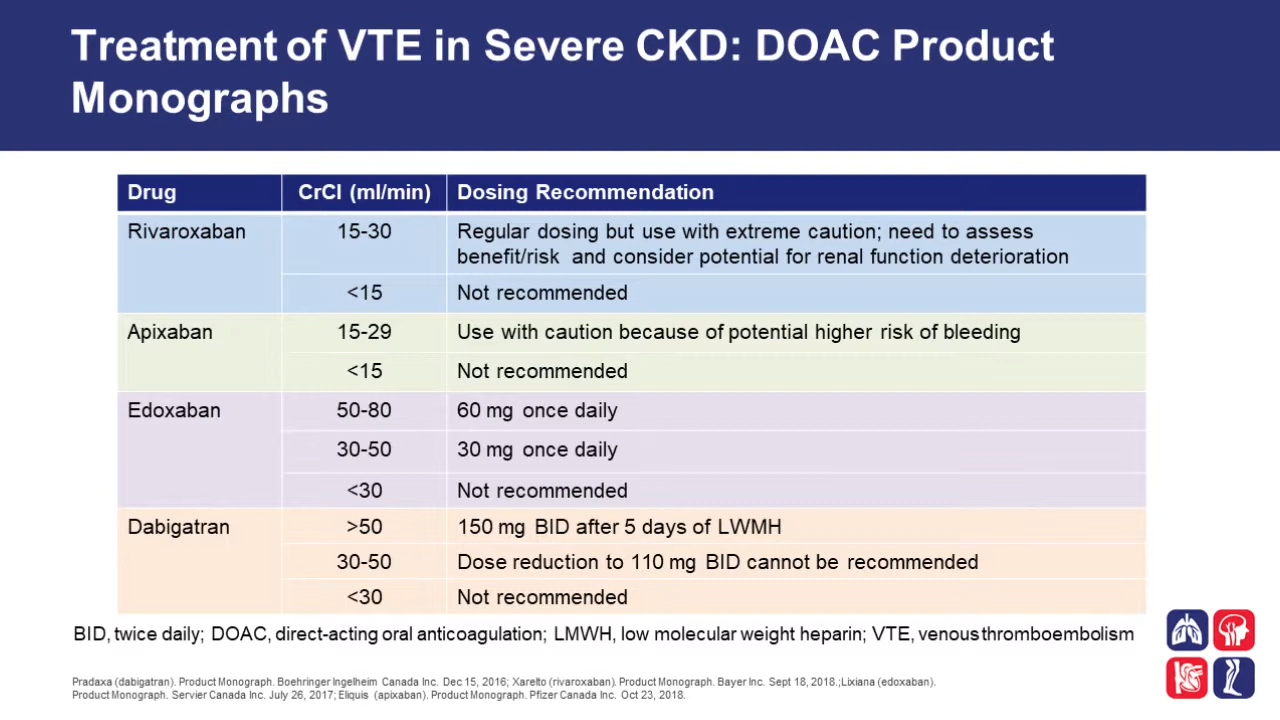 Treatment of VTE in Severe CKD: DOAC Product
Monographs
Drug CrCl (ml/min) Dosing Recommendation
Rivaroxaban 15-30 Regular dosing but use with extreme caution; need to assess
benefit/risk and consider potential for renal function deterioration
<15 Not recommended
Apixaban 15-29 Use with caution because of potential higher risk of bleeding
<15 Not recommended
Edoxaban 50-80 60 mg once daily
30-50 30 mg once daily
<30 Not recommended
Dabigatran >50 150 mg BID after 5 days of LWMH
30-50 Dose reduction to 110 mg BID cannot be recommended
<30 Not recommended
BID, twice daily; DOAC, direct-acting oral anticoagulation; LMWH, low molecular weight heparin; VTE, venous thromboembolism
Pradaxa (dabigatran). Product Monograph. Boehringer Ingelheim Canada Inc. Dec 15, 2016; Xarelto (rivaroxaban). Product Monograph. Bayer Inc. Sept 18, 2018.;Lixiana (edoxaban).
Product Monograph. Servier Canada Inc. July 26, 2017; Eliquis (apixaban). Product Monograph. Pfizer Canada Inc. Oct 23, 2018.